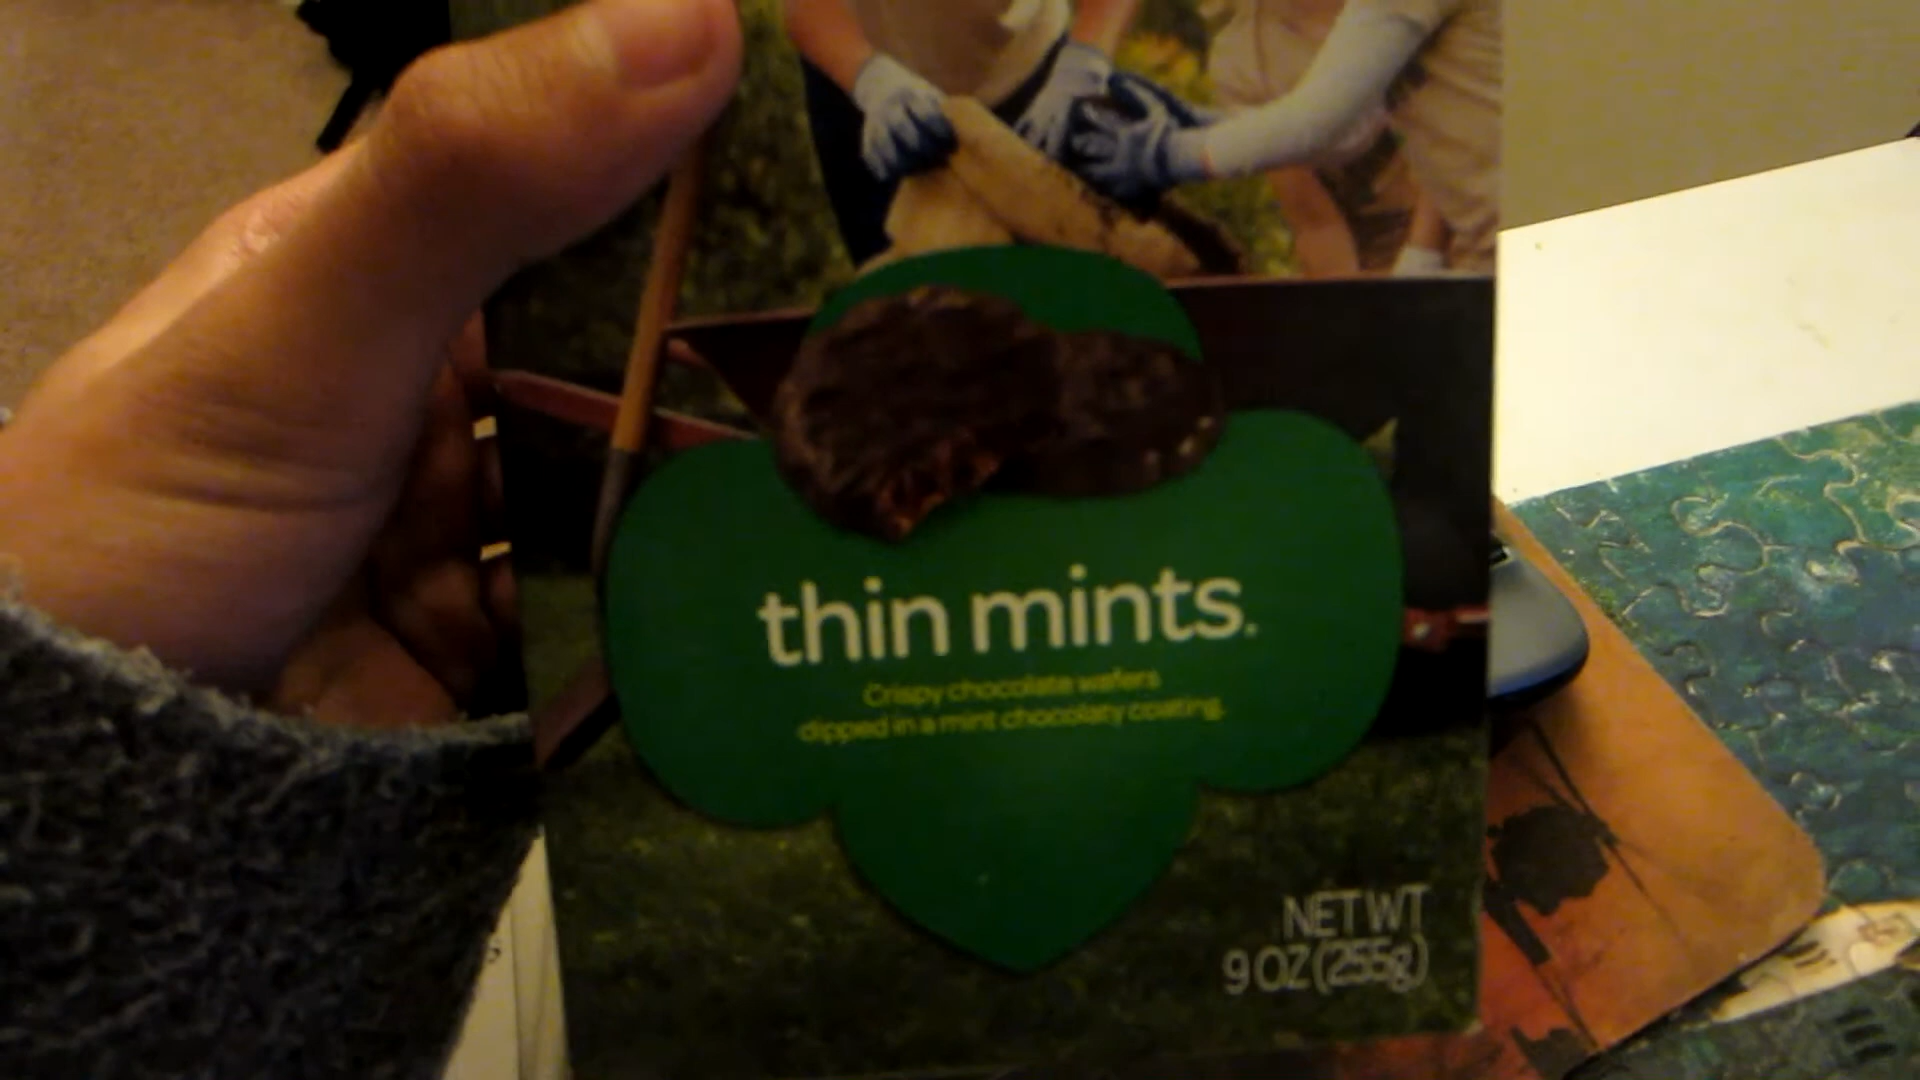 thin mints.
Crispy chocolate wafers
dipped in a mint chocolaty coating.
NET WT
9 OZ (255g)